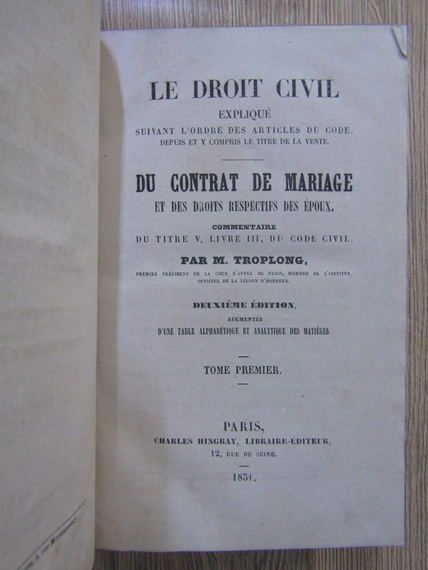 LE DROIT CIVIL
EXPLIQUÉ
SUIVANT L'ORDRE DES ARTICLES DU CODE,
DEPUIS ET Y COMPRIS LE TITRE DE LA VENTE.
DU CONTRAT DE MARIAGE
ET DES DROITS RESPECTIFS DES ÉPOUX.
COMMENTAIRE
DU TITRE V, LIVRE III, DU CODE CIVIL,
PAR M. TROPLONG,
PREMIER PRÉSIDENT DE LA COUR D'APPEL DE PARIS, MEMBRE DE L'INSTITUT,
OFFICIER DE LA LÉGION D'HONNEUR.
DEUXIÈME ÉDITION,
AUGMENTÉE
D'UNE TABLE ALPHABÉTIQUE ET ANALYTIQUE DES MATIÈRES.
TOME PREMIER.
PARIS,
CHARLES HINGRAY, LIBRAIRE-ÉDITEUR,
12, RUE DE SEINE.
1851.